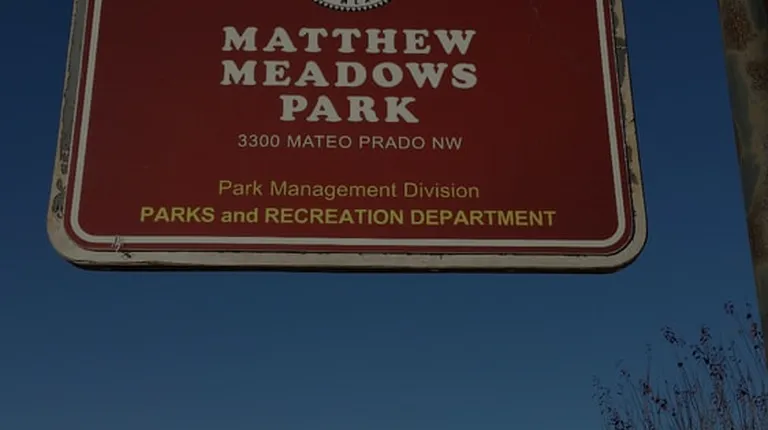 MATTHEW
MEADOWS
PARK
3300 MATEO PRADO NW
Park Management Division
PARKS and RECREATION DEPARTMENT